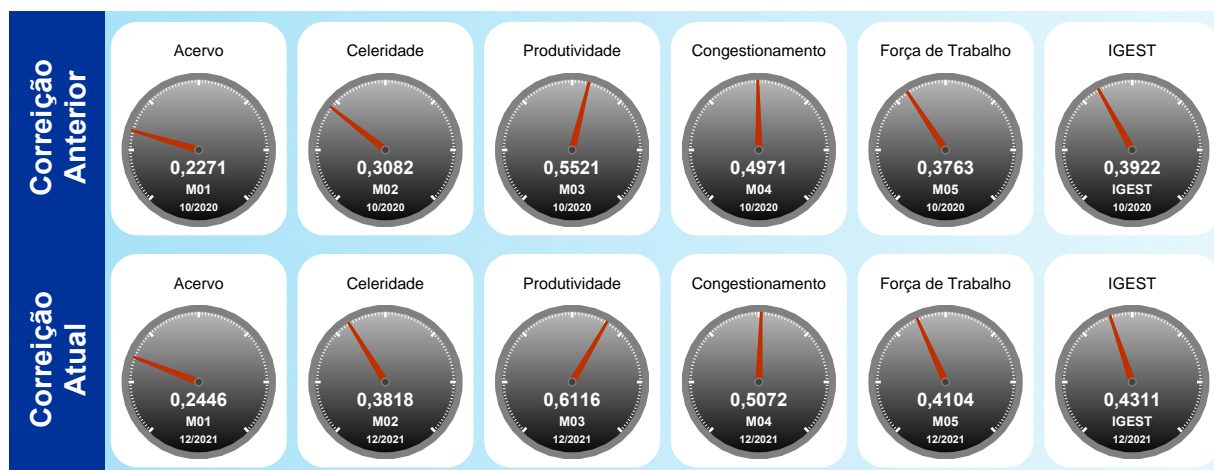 Correição
Anterior
Acervo
0,2271
M01
10/2020
Celeridade
0,3082
M02
10/2020
Produtividade
0,5521
M03
10/2020
Congestionamento
0,4971
M04
10/2020
Força de Trabalho
0,3763
M05
10/2020
IGEST
0,3922
IGEST
10/2020
Correição
Atual
Acervo
0,2446
M01
12/2021
Celeridade
0,3818
M02
12/2021
Produtividade
0,6116
M03
12/2021
Congestionamento
0,5072
M04
12/2021
Força de Trabalho
0,4104
M05
12/2021
IGEST
0,4311
IGEST
12/2021